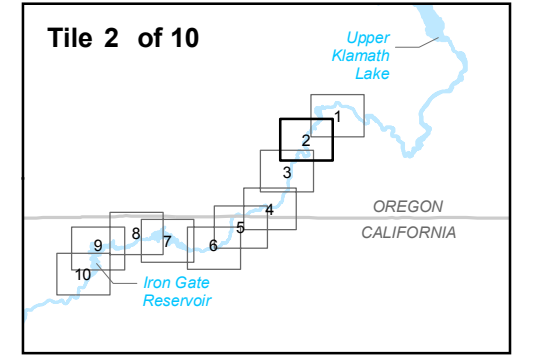 Tile 2 of 10
Upper
Klamath
Lake
1
2
3
4
OREGON
5
CALIFORNIA
8
7
6
9
10
Iron Gate
Reservoir